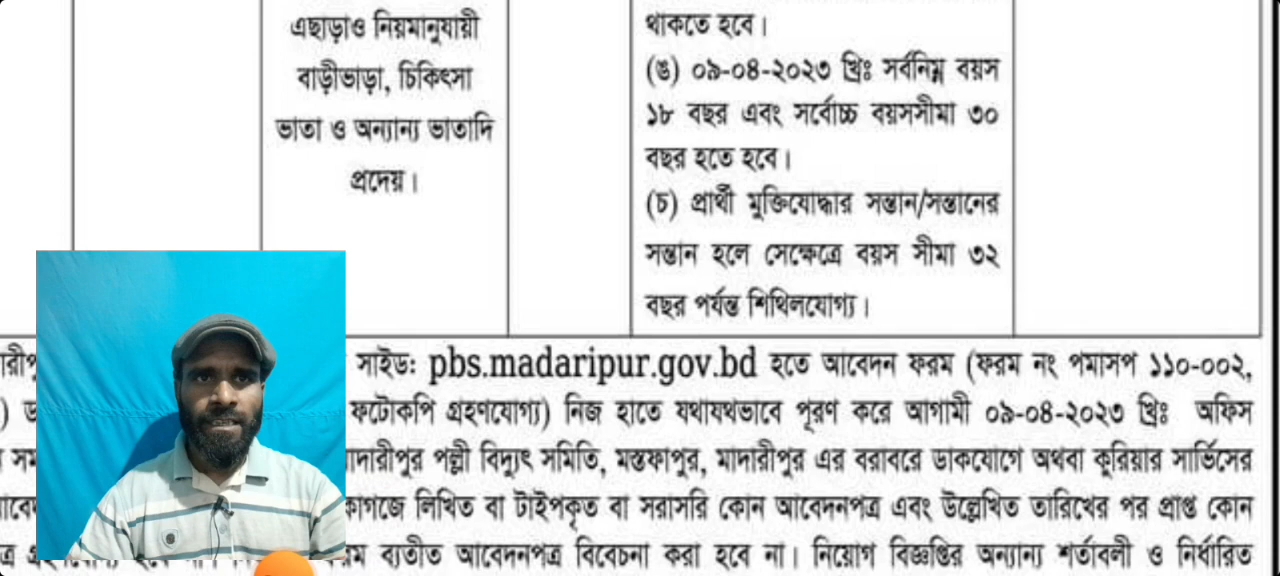 এছাড়াও নিয়মানুযায়ী
বাড়ীভাড়া, চিকিৎসা
ভাতা ও অন্যান্য ভাতাদি
প্রদেয়।
থাকতে হবে।
(ঙ) ০৯-০৪-২০২৩ খ্রিঃ সর্বনিম্ন বয়স
১৮ বছর এবং সর্বোচ্চ বয়সসীমা ৩০
বছর হতে হবে।
(চ) প্রার্থী মুক্তিযোদ্ধার সন্তান/সন্তানের
সন্তান হলে সেক্ষেত্রে বয়স সীমা ৩২
বছর পর্যন্ত শিথিলযোগ্য।
সাইড: pbs.madaripur.gov.bd হতে আবেদন ফরম (ফরম নং পমাসপ ১১০-০০২,
ফটোকপি গ্রহণযোগ্য) নিজ হাতে যথাযথভাবে পূরণ করে আগামী ০৯-০৪-২০২৩ খ্রিঃ অফিস
মাদারীপুর পল্লী বিদ্যুৎ সমিতি, মস্তফাপুর, মাদারীপুর এর বরাবরে ডাকযোগে অথবা কুরিয়ার সার্ভিসের
কাগজে লিখিত বা টাইপকৃত বা সরাসরি কোন আবেদনপত্র এবং উল্লেখিত তারিখের পর প্রাপ্ত কোন
ব্যতীত আবেদনপত্র বিবেচনা করা হবে না। নিয়োগ বিজ্ঞপ্তির অন্যান্য শর্তাবলী ও নির্ধারিত